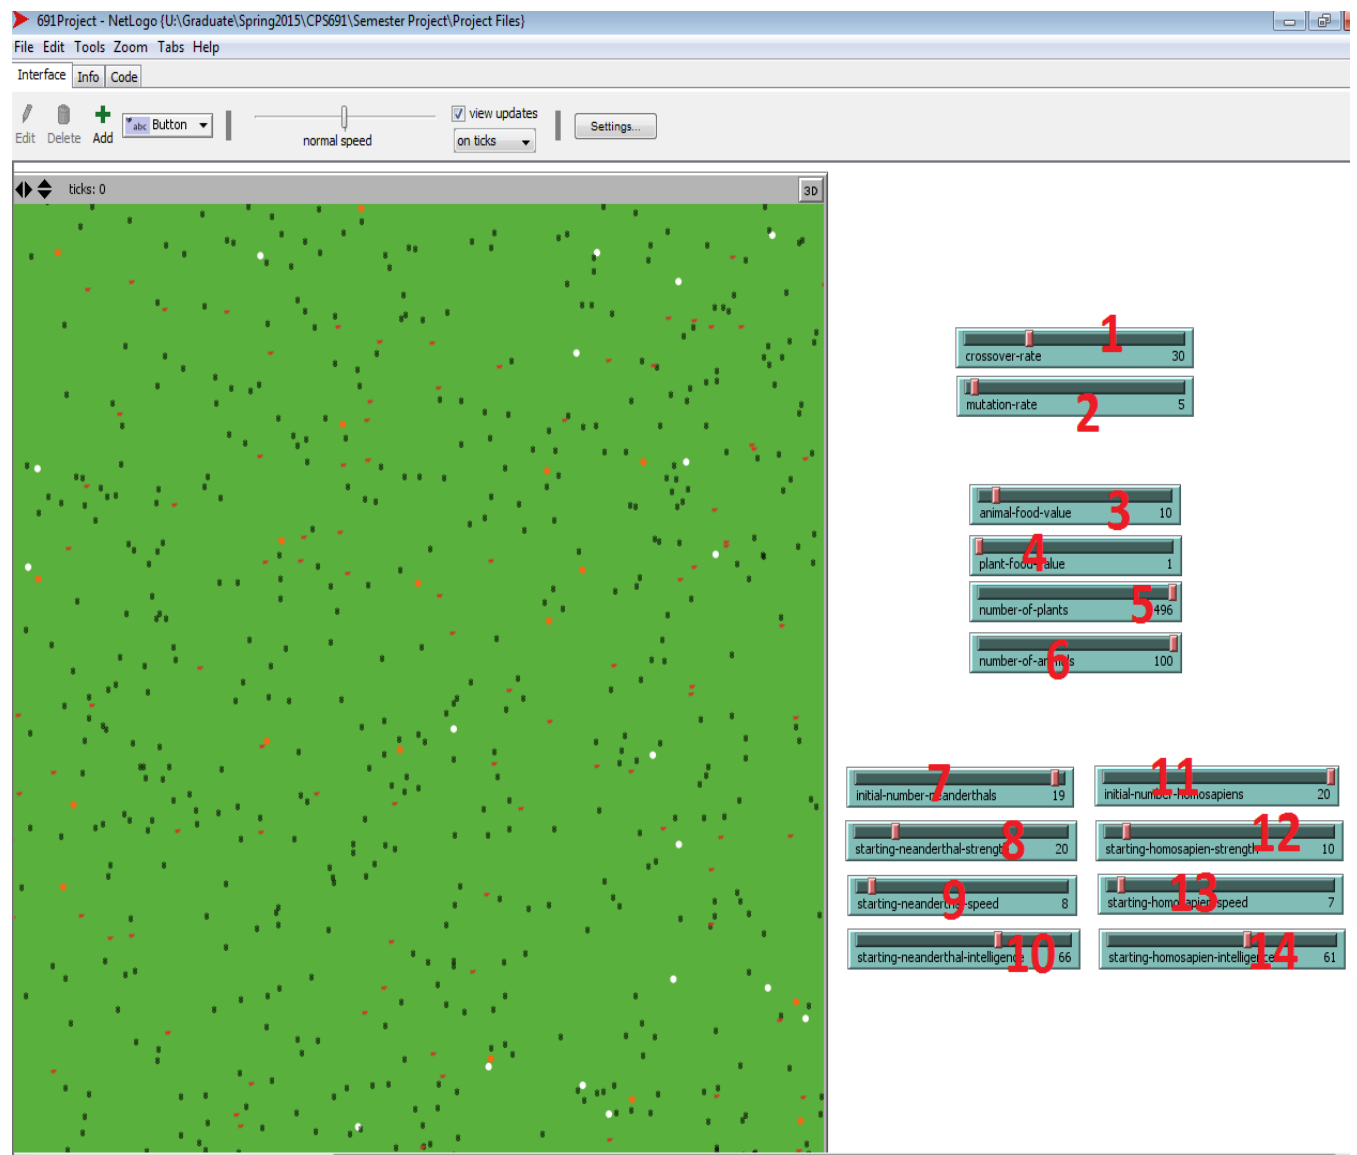 691Project - NetLogo {U:\Graduate\Spring2015\CPS691\Semester Project\Project Files}
File Edit Tools Zoom Tabs Help
Interface Info Code
Edit Delete Add abc Button normal speed view updates on ticks Settings...
ticks: 0 3D
1
crossover-rate 30
mutation-rate 5
2
3
animal-food-value 10
4
plant-food-value 1
5
number-of-plants 496
6
number-of-animals 100
7
initial-number-neanderthals 19
8
starting-neanderthal-strength 20
9
starting-neanderthal-speed 8
10
starting-neanderthal-intelligence 66
11
initial-number-homosapiens 20
12
starting-homosapien-strength 10
13
starting-homosapien-speed 7
14
starting-homosapien-intelligence 61